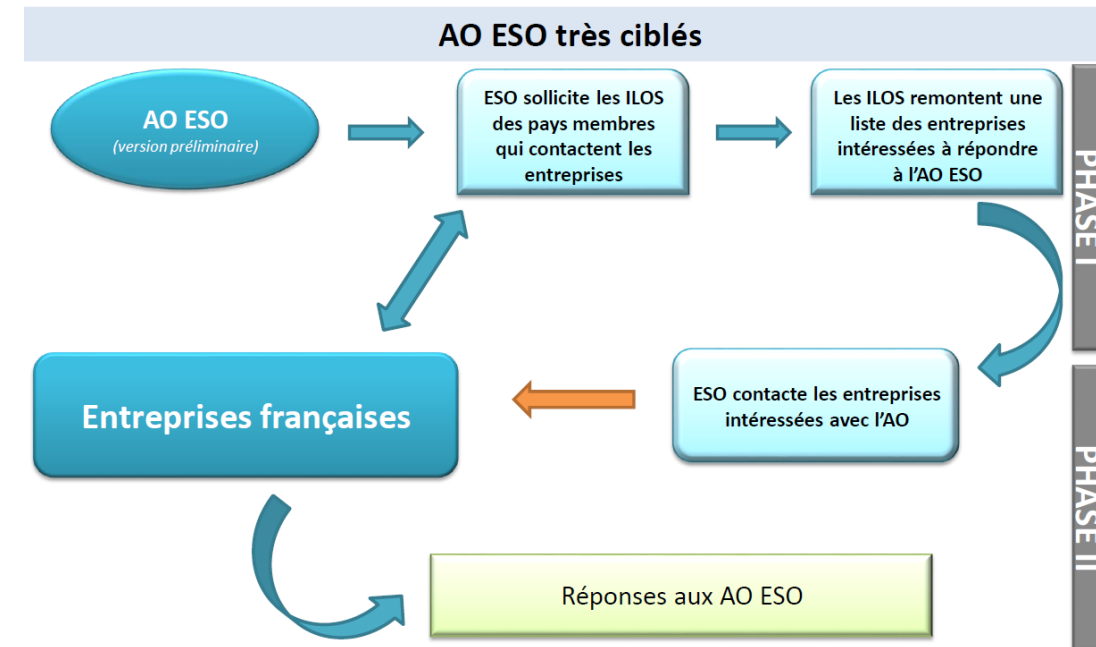 AO ESO très ciblés
AO ESO
(version préliminaire)
ESO sollicite les ILOS
des pays membres
qui contactent les
entreprises
Les ILOS remontent une
liste des entreprises
intéressées à répondre
à l'AO ESO
PHASE I
Entreprises françaises
ESO contacte les entreprises
intéressées avec l'AO
PHASE II
Réponses aux AO ESO